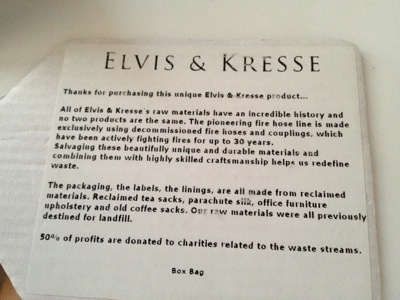 ELVIS & KRESSE
Thanks for purchasing this unique Elvis & Kresse product...
All of Elvis & Kresse's raw materials have an incredible history and
no two products are the same. The pioneering fire hose line is made
exclusively using decommissioned fire hoses and couplings, which
have been actively fighting fires for up to 30 years.
Salvaging these beautifully unique and durable materials and
combining them with highly skilled craftsmanship helps us redefine
waste.
The packaging, the labels, the linings, are all made from reclaimed
materials. Reclaimed tea sacks, parachute silk, office furniture
upholstery and old coffee sacks. Our raw materials were all previously
destined for landfill.
50% of profits are donated to charities related to the waste streams.
Box Bag